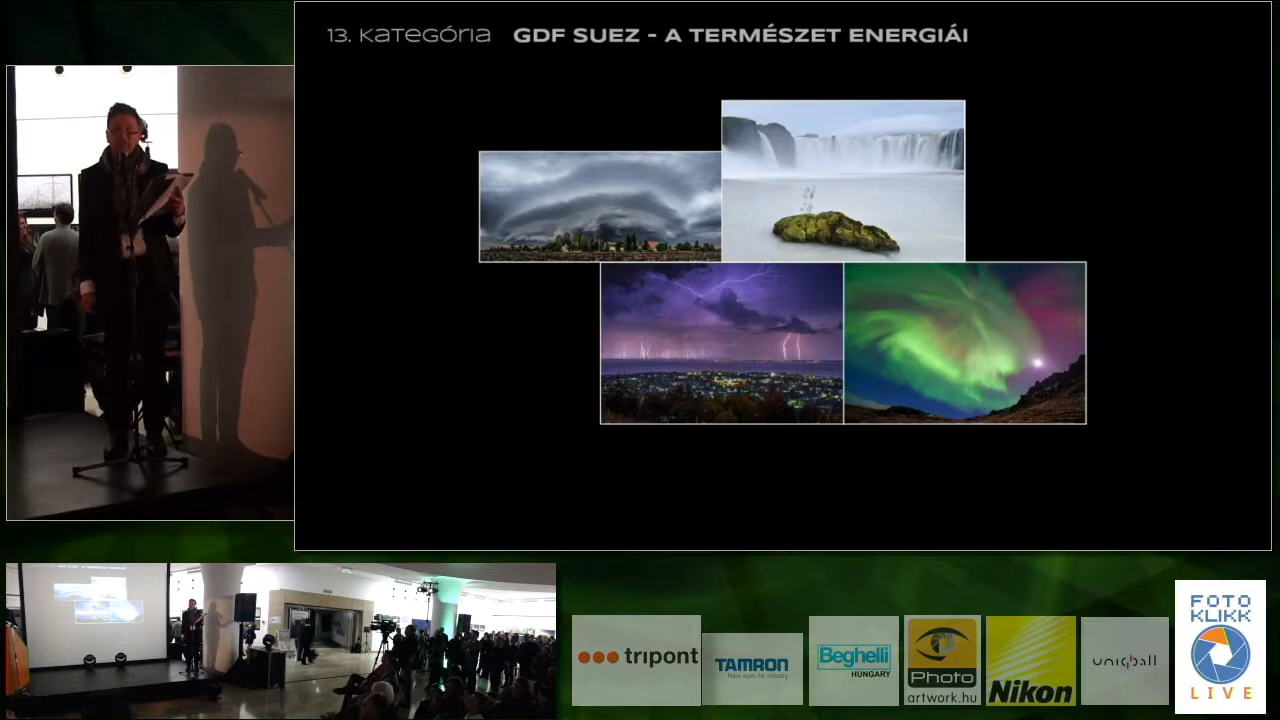 13. kategória GDF SUEZ - A TERMÉSZET ENERGIÁI
tripont
TAMRON
New eyes for industry
Beghelli
HUNGARY
Photo
artwork.hu
Nikon
uniqball
FOTO
KLIKK
LIVE